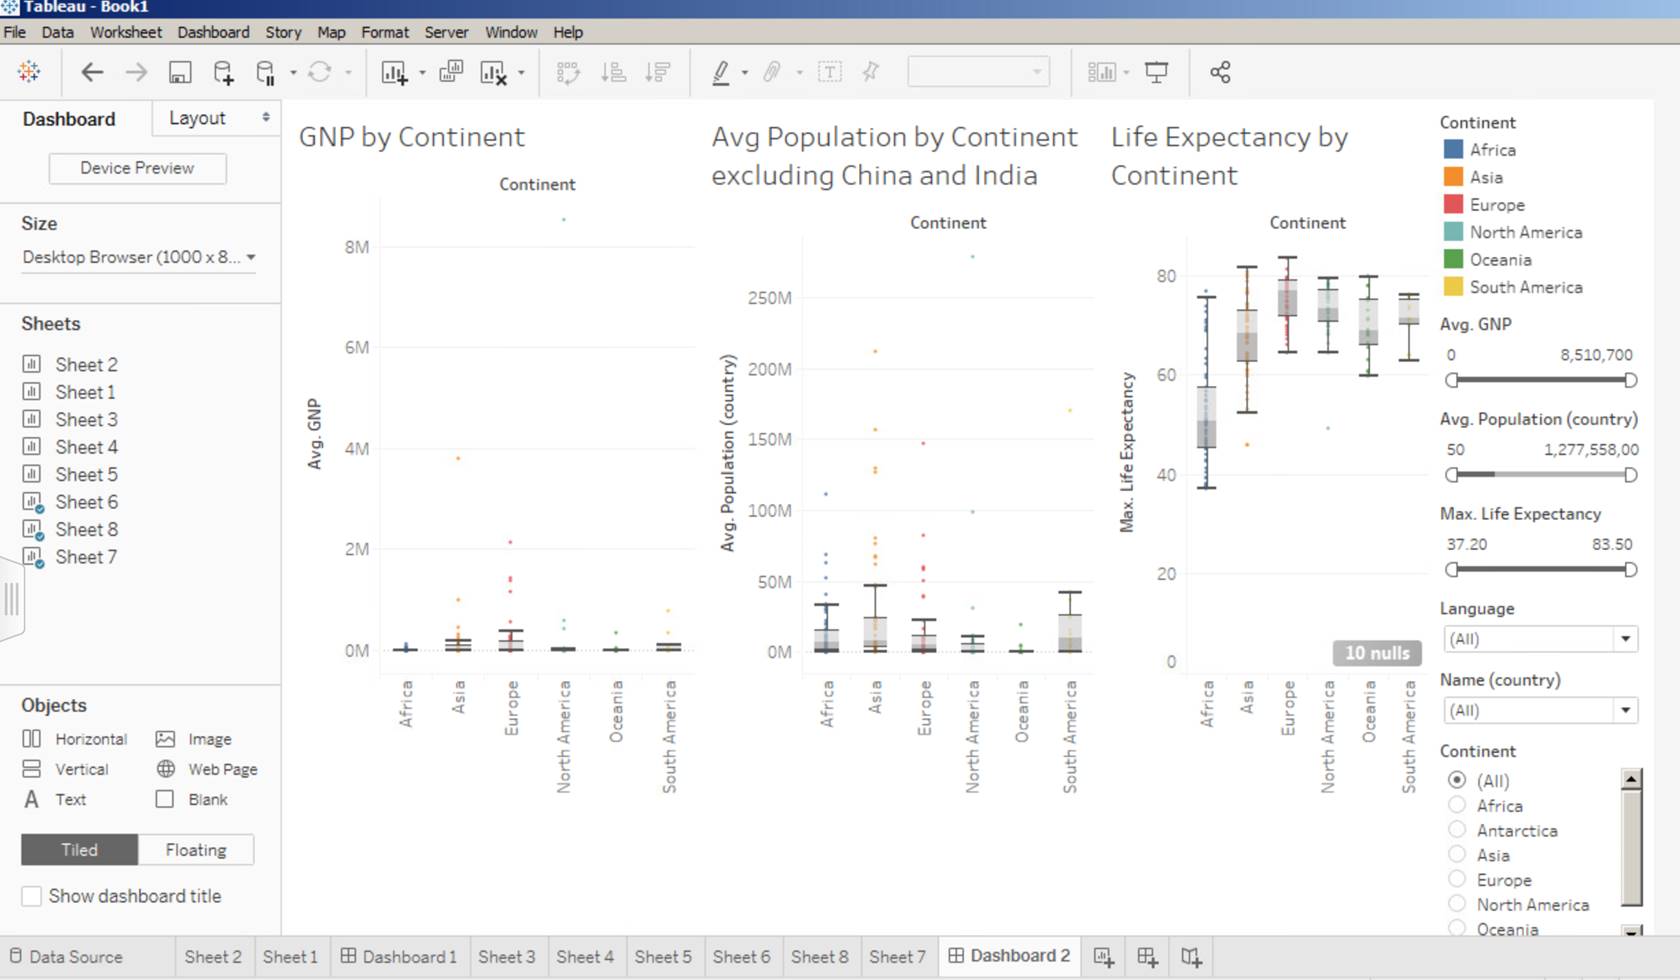 Tableau - Book1
File Data Worksheet Dashboard Story Map Format Server Window Help
Dashboard Layout
Device Preview
Size
Desktop Browser (1000 x 8...
Sheets
Sheet 2
Sheet 1
Sheet 3
Sheet 4
Sheet 5
Sheet 6
Sheet 8
Sheet 7
Objects
Horizontal Image
Vertical Web Page
A Text Blank
Tiled Floating
Show dashboard title
GNP by Continent
Continent
Avg. GNP
8M
6M
4M
2M
0M
Africa
Asia
Europe
North America
Oceania
South America
Avg Population by Continent
excluding China and India
Continent
Avg. Population (country)
250M
200M
150M
100M
50M
0M
Africa
Asia
Europe
North America
Oceania
South America
Life Expectancy by
Continent
Continent
Max. Life Expectancy
80
60
40
20
0
10 nulls
Africa
Asia
Europe
North America
Oceania
South America
Continent
Africa
Asia
Europe
North America
Oceania
South America
Avg. GNP
0 8,510,700
Avg. Population (country)
50 1,277,558,00
Max. Life Expectancy
37.20 83.50
Language
(All)
Name (country)
(All)
Continent
(All)
Africa
Antarctica
Asia
Europe
North America
Oceania
Data Source Sheet 2 Sheet 1 Dashboard 1 Sheet 3 Sheet 4 Sheet 5 Sheet 6 Sheet 8 Sheet 7 Dashboard 2